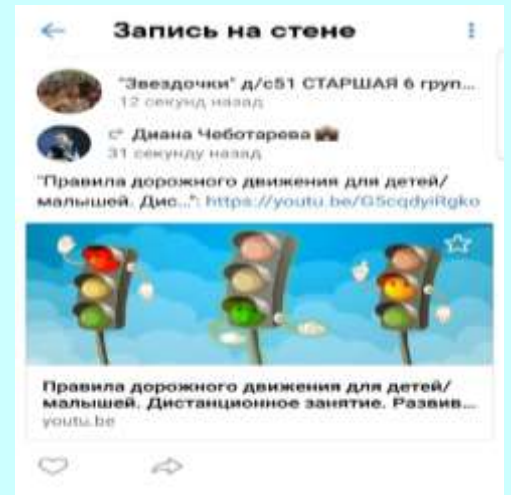 Запись на стене
"Звездочки" д/с51 СТАРШАЯ 6 груп...
12 секунд назад
Диана Чеботарева
31 секунду назад
"Правила дорожного движения для детей/
малышей. Дис...": https://youtu.be/G5cqdyiRgko
Правила дорожного движения для детей/
малышей. Дистанционное занятие. Развив...
youtu.be